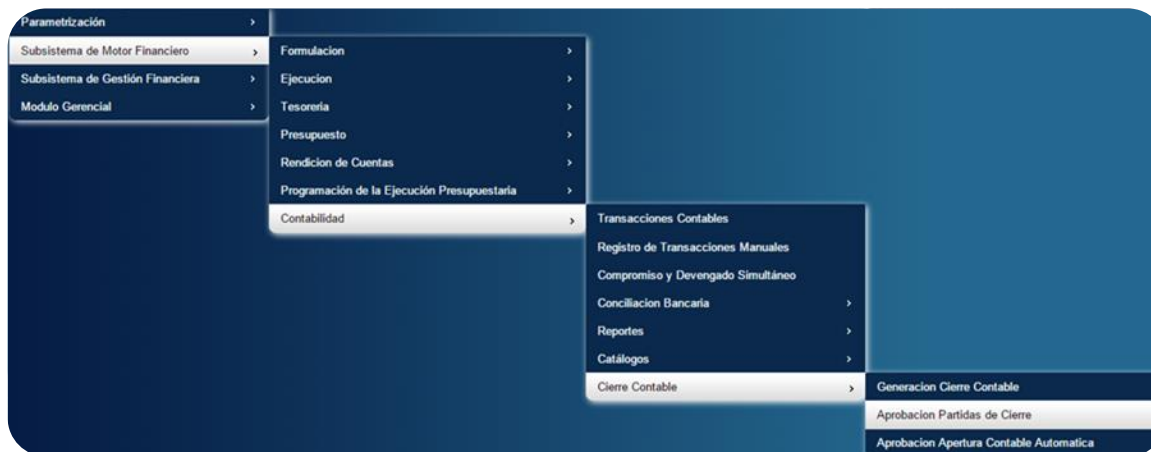 Parametrización
Subsistema de Motor Financiero
Subsistema de Gestión Financiera
Modulo Gerencial
Formulacion
Ejecucion
Tesoreria
Presupuesto
Rendicion de Cuentas
Programación de la Ejecución Presupuestaria
Contabilidad
Transacciones Contables
Registro de Transacciones Manuales
Compromiso y Devengado Simultáneo
Conciliacion Bancaria
Reportes
Catálogos
Cierre Contable
Generacion Cierre Contable
Aprobacion Partidas de Cierre
Aprobacion Apertura Contable Automatica